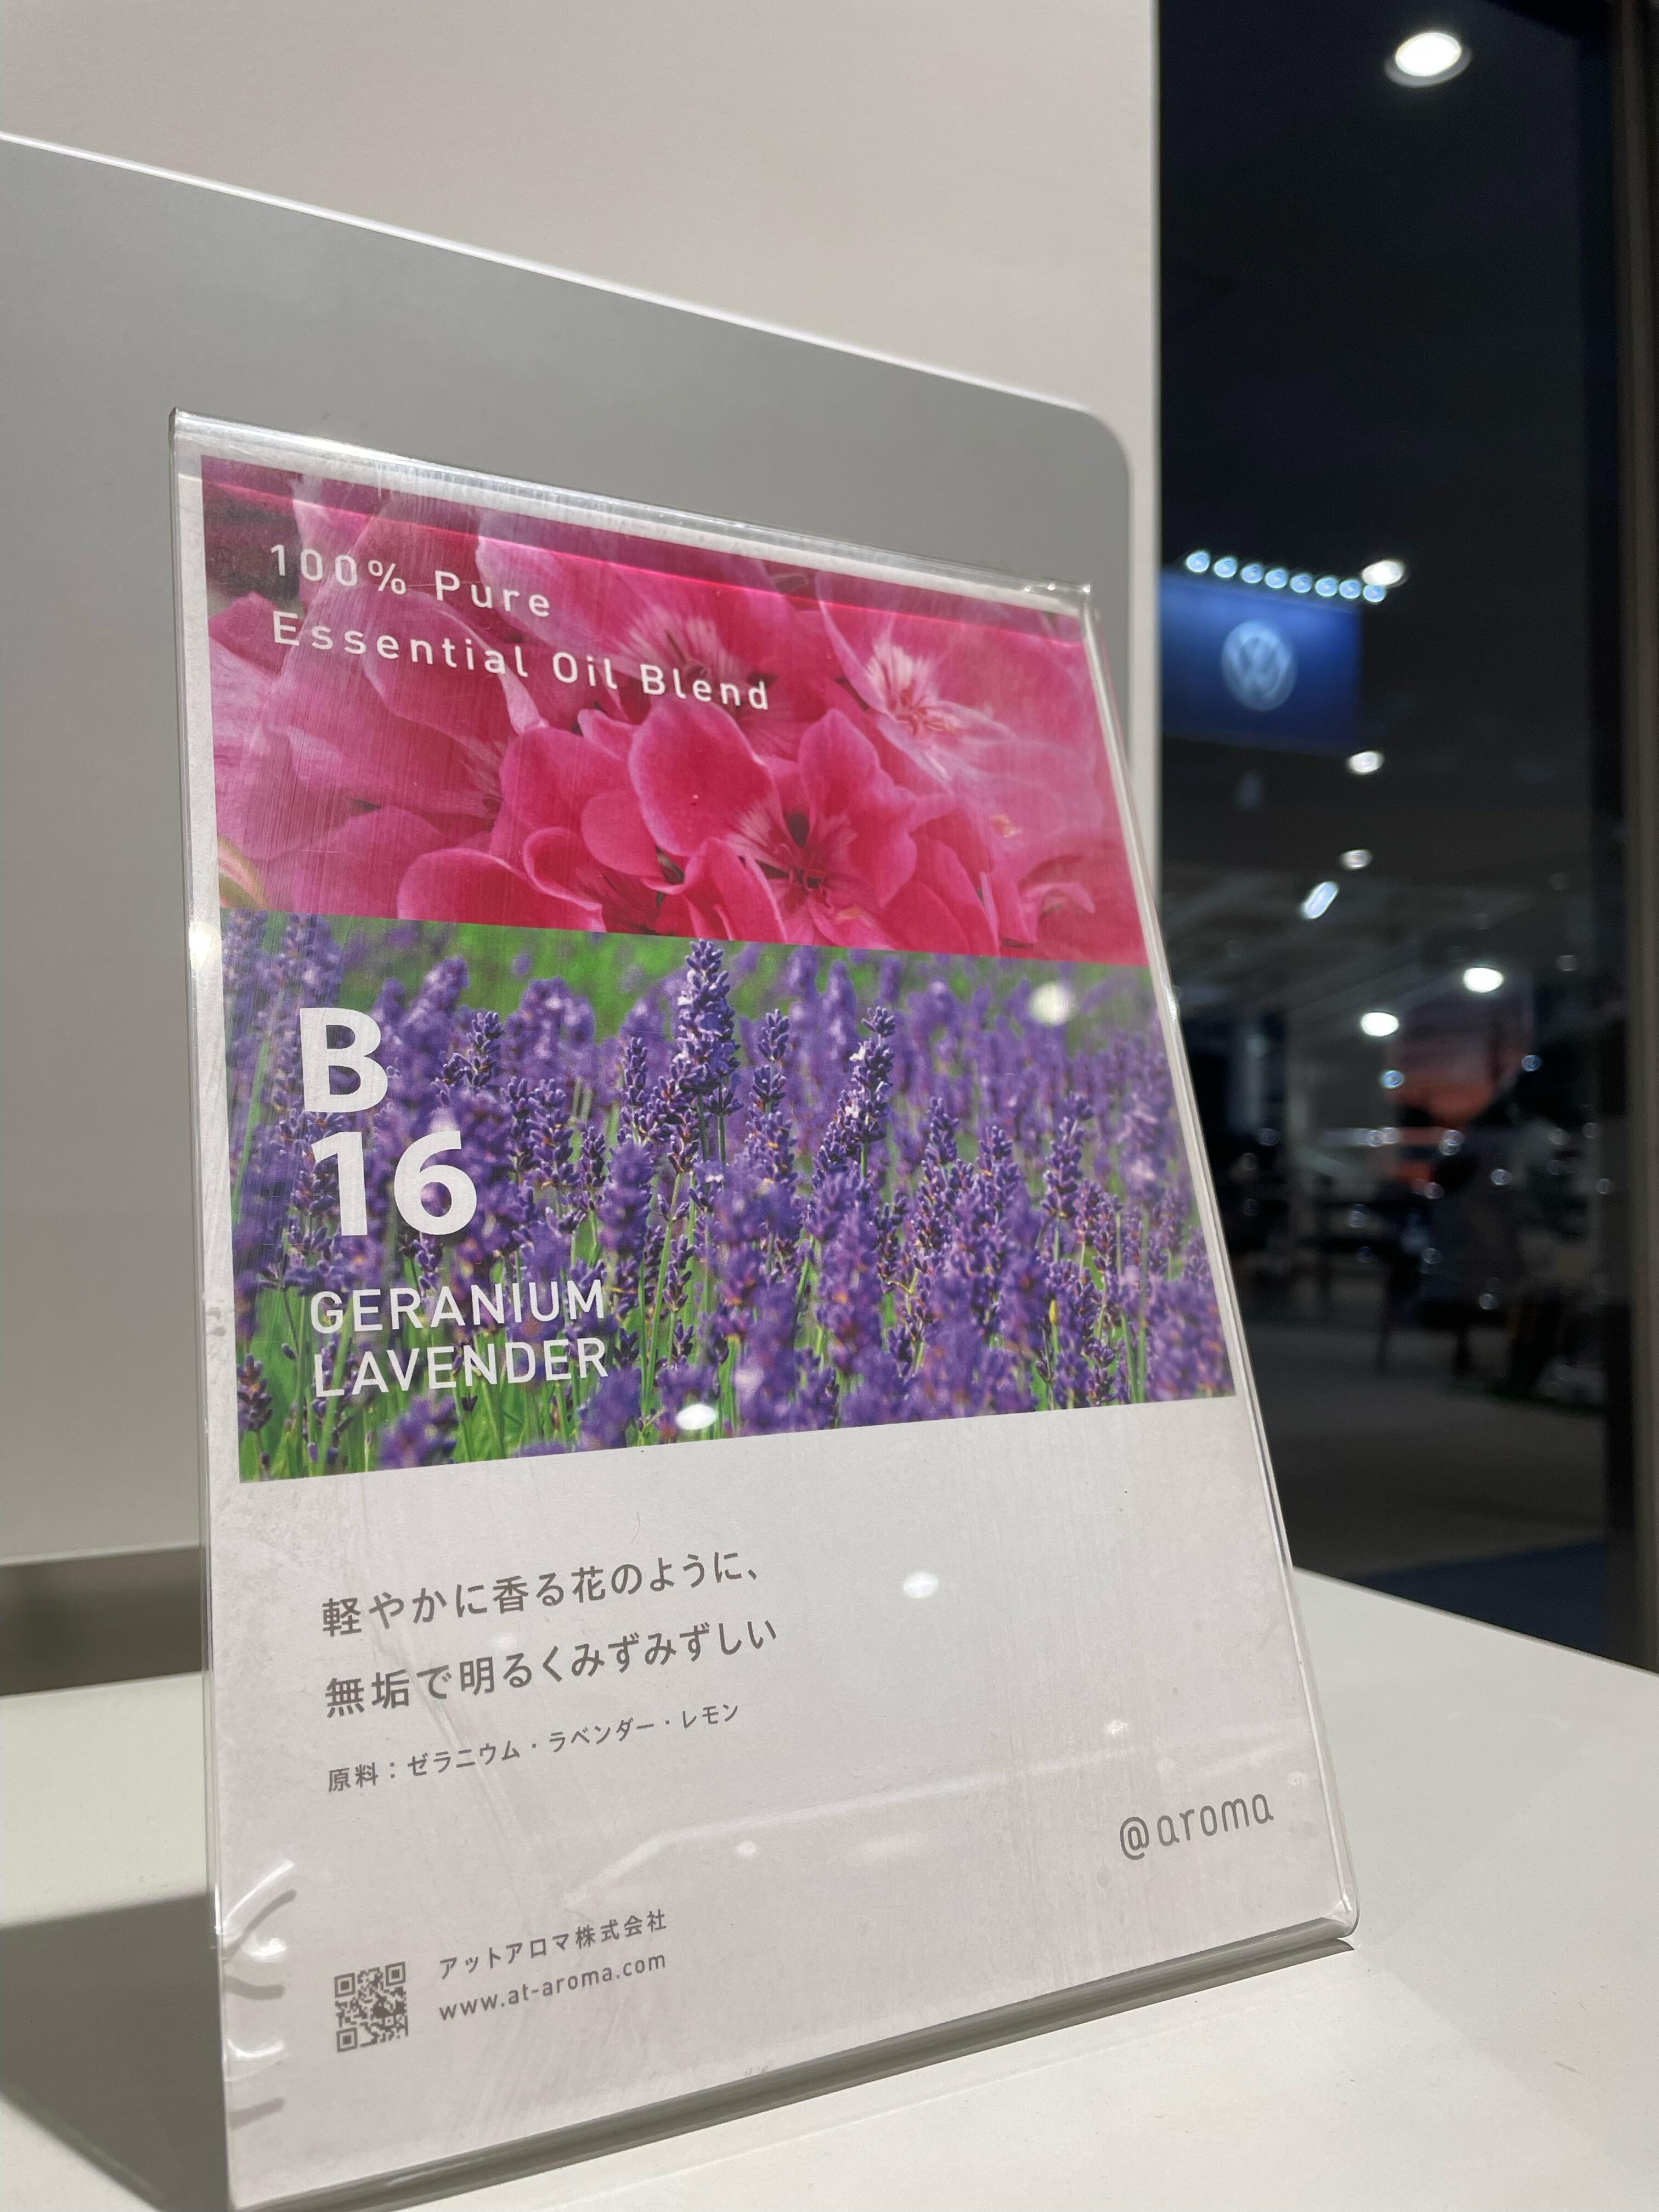 100% Pure
Essential Oil Blend
B
16
GERANIUM
LAVENDER
軽やかに香る花のように、
無垢で明るくみずみずしい
原料：ゼラニウム・ラベンダー・レモン
@aroma
アットアロマ株式会社
www.at-aroma.com